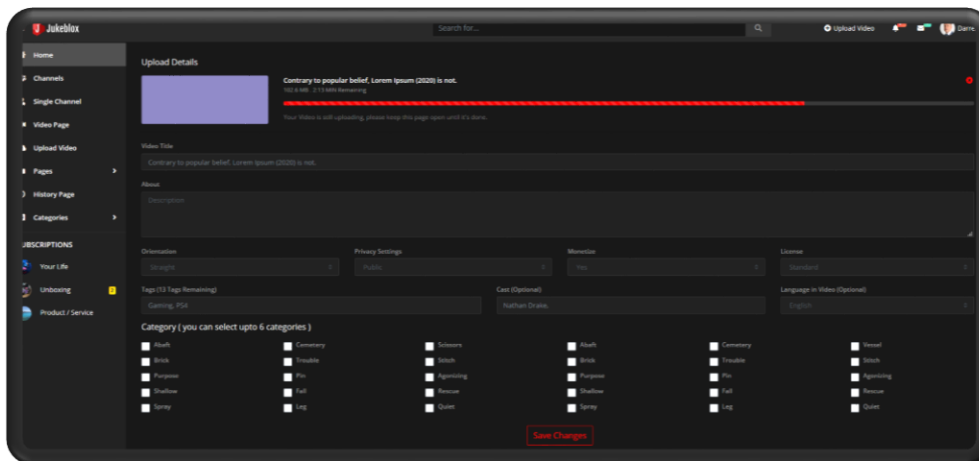 Jukeblox
Search for...
Upload Video
Darre
Home
Channels
Single Channel
Video Page
Upload Video
Pages
History Page
Categories
UBSCRIPTIONS
Your Life
Unboxing
2
Product / Service
Upload Details
Contrary to popular belief, Lorem Ipsum (2020) is not.
102.6 MB . 2:13 MIN Remaining
Your Video is still uploading, please keep this page open until it's done.
Video Title
Contrary to popular belief, Lorem Ipsum (2020) is not.
About
Description
Orientation Privacy Settings Monetize License
Straight Public Yes Standard
Tags (13 Tags Remaining) Cast (Optional) Language in Video (Optional)
Gaming, PS4 Nathan Drake, English
Category ( you can select upto 6 categories )
Abaft Cemetery Scissors Abaft Cemetery Vessel
Brick Trouble Stitch Brick Trouble Stitch
Purpose Pin Agonizing Purpose Pin Agonizing
Shallow Fall Rescue Shallow Fall Rescue
Spray Leg Quiet Spray Leg Quiet
Save Changes